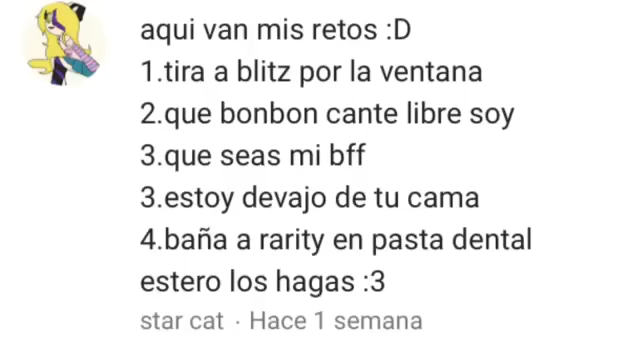 aqui van mis retos :D
1.tira a blitz por la ventana
2.que bonbon cante libre soy
3.que seas mi bff
3.estoy devajo de tu cama
4.baña a rarity en pasta dental
estero los hagas :3
star cat · Hace 1 semana